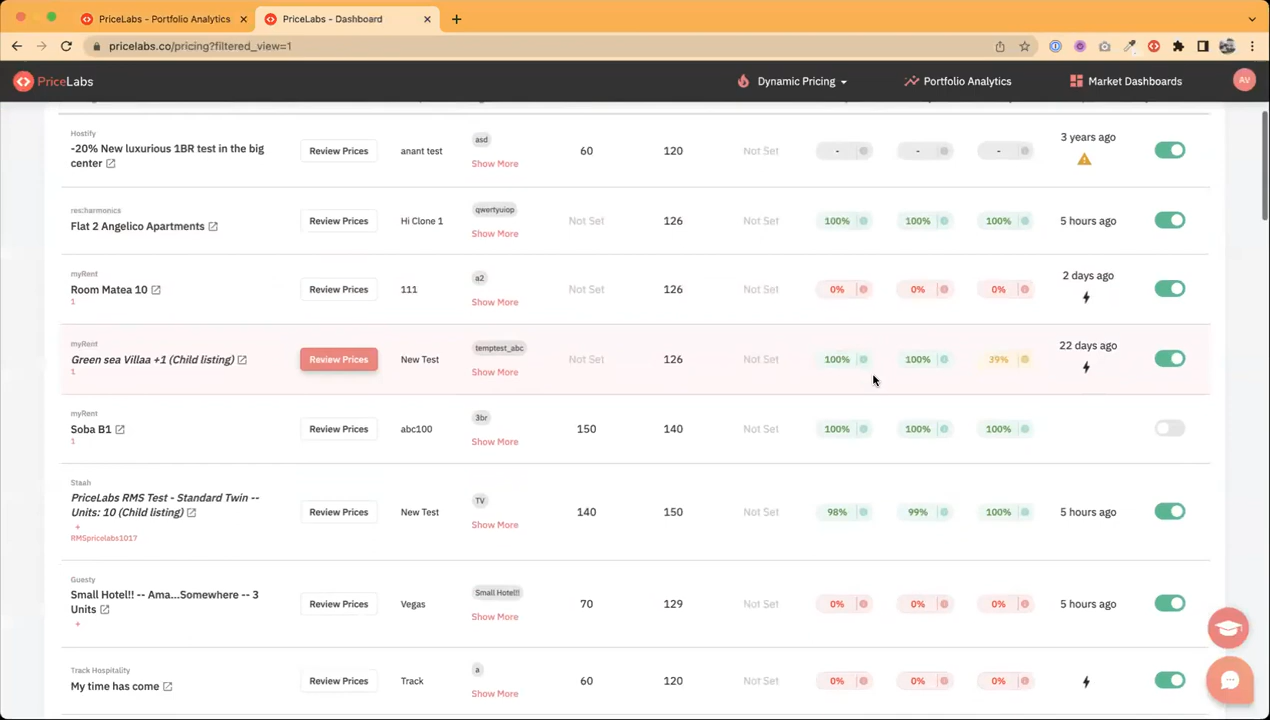 PriceLabs - Portfolio Analytics
PriceLabs - Dashboard
pricelabs.co/pricing?filtered_view=1
PriceLabs
Dynamic Pricing
Portfolio Analytics
Market Dashboards
AV
Hostify
-20% New luxurious 1BR test in the big
center
Review Prices
anant test
asd
Show More
60
120
Not Set
-
-
-
3 years ago
res:harmonics
Flat 2 Angelico Apartments
Review Prices
Hi Clone 1
qwertyuiop
Show More
Not Set
126
Not Set
100%
100%
100%
5 hours ago
myRent
Room Matea 10
1
Review Prices
111
a2
Show More
Not Set
126
Not Set
0%
0%
0%
2 days ago
myRent
Green sea Villaa +1 (Child listing)
1
Review Prices
New Test
temptest_abc
Show More
Not Set
126
Not Set
100%
100%
39%
22 days ago
myRent
Soba B1
1
Review Prices
abc100
3br
Show More
150
140
Not Set
100%
100%
100%
Staah
PriceLabs RMS Test - Standard Twin --
Units: 10 (Child listing)
+
RMSpricelabs1017
Review Prices
New Test
TV
Show More
140
150
Not Set
98%
99%
100%
5 hours ago
Guesty
Small Hotel!! -- Ama...Somewhere -- 3
Units
+
Review Prices
Vegas
Small Hotel!!
Show More
70
129
Not Set
0%
0%
0%
5 hours ago
Track Hospitality
My time has come
Review Prices
Track
a
Show More
60
120
Not Set
0%
0%
0%